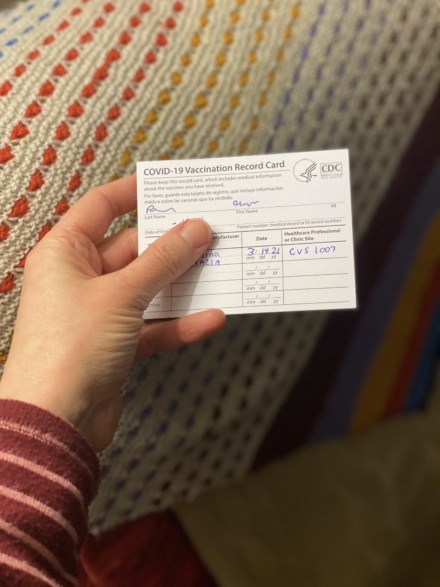 COVID-19 Vaccination Record Card
CDC
Please keep this record card, which includes medical information
about the vaccines you have received.
Por favor, guarde esta tarjeta de registro, que incluye información
médica sobre las vacunas que ha recibido.
Last Name First Name MI
Patient number (medical record or IIS record number)
Date of
Date Healthcare Professional
or Clinic Site
3 14 21 CVS 1007
mm dd yy
mm dd yy
mm dd yy
mm dd yy